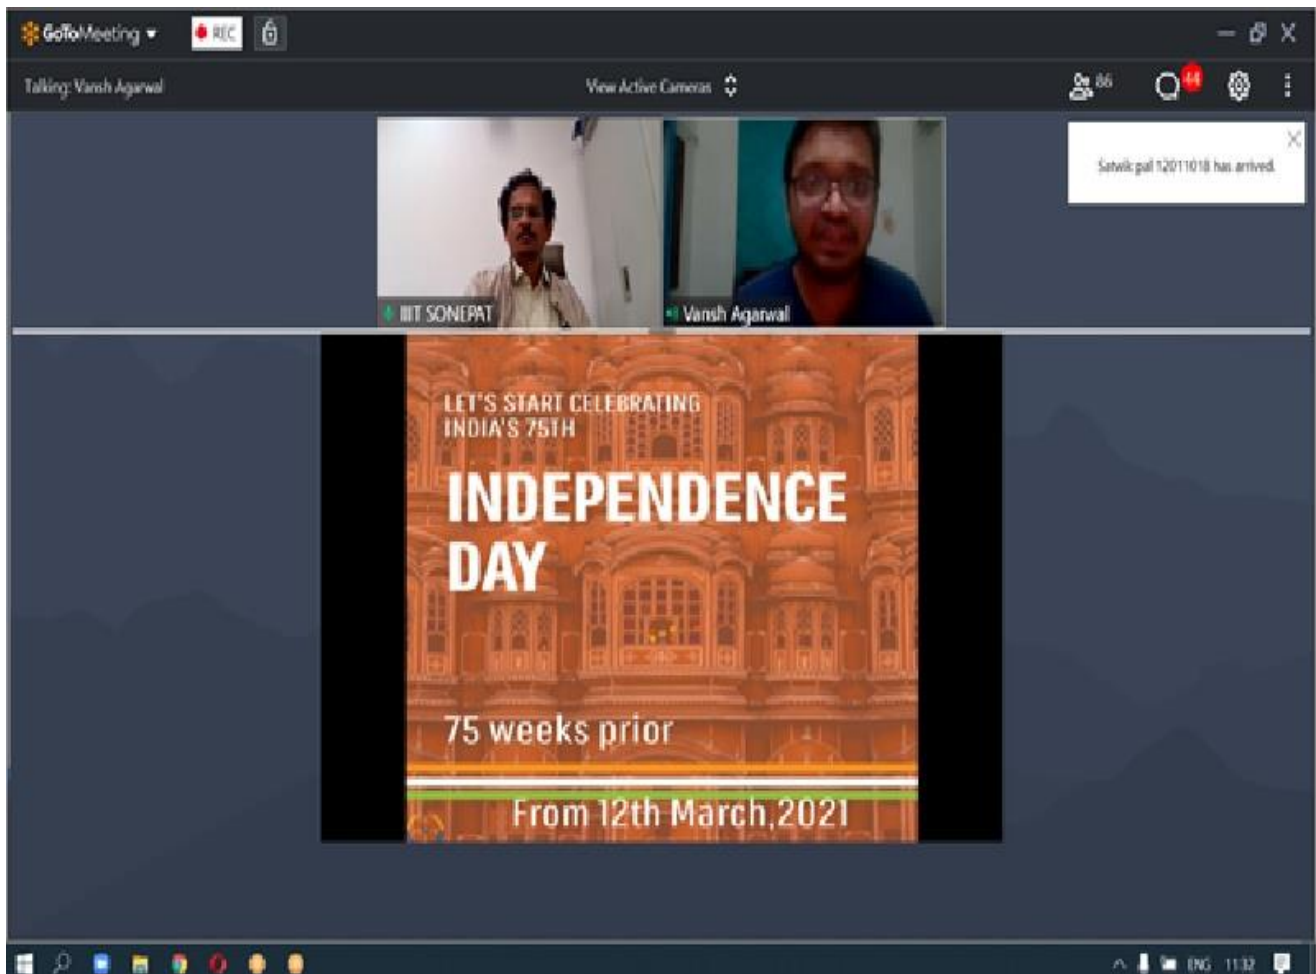 GoToMeeting
REC
Talking: Vansh Agarwal
View Active Cameras
86
44
Satwik pal 12011018 has arrived.
IIIT SONEPAT
Vansh Agarwal
LET'S START CELEBRATING
INDIA'S 75TH
INDEPENDENCE
DAY
75 weeks prior
From 12th March,2021
ENG
11:32